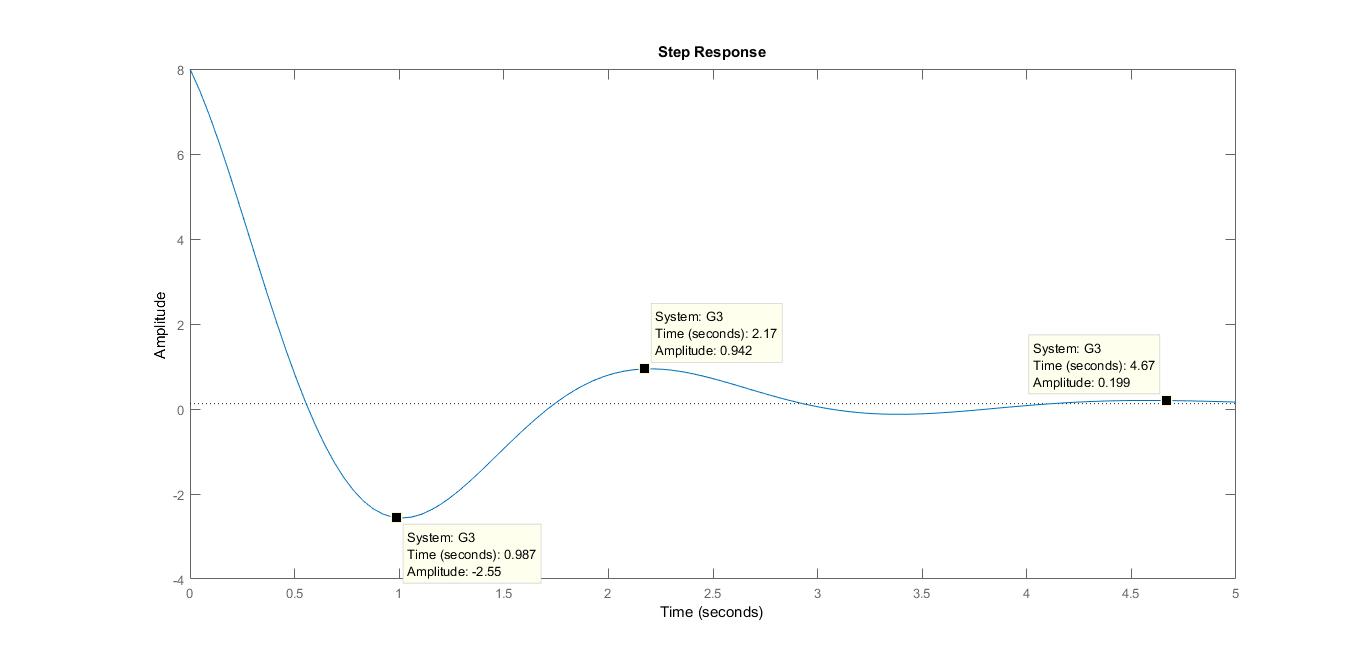 Step Response
8
6
4
2
0
-2
-4
Amplitude
System: G3
Time (seconds): 0.987
Amplitude: -2.55
System: G3
Time (seconds): 2.17
Amplitude: 0.942
System: G3
Time (seconds): 4.67
Amplitude: 0.199
0 0.5 1 1.5 2 2.5 3 3.5 4 4.5 5
Time (seconds)